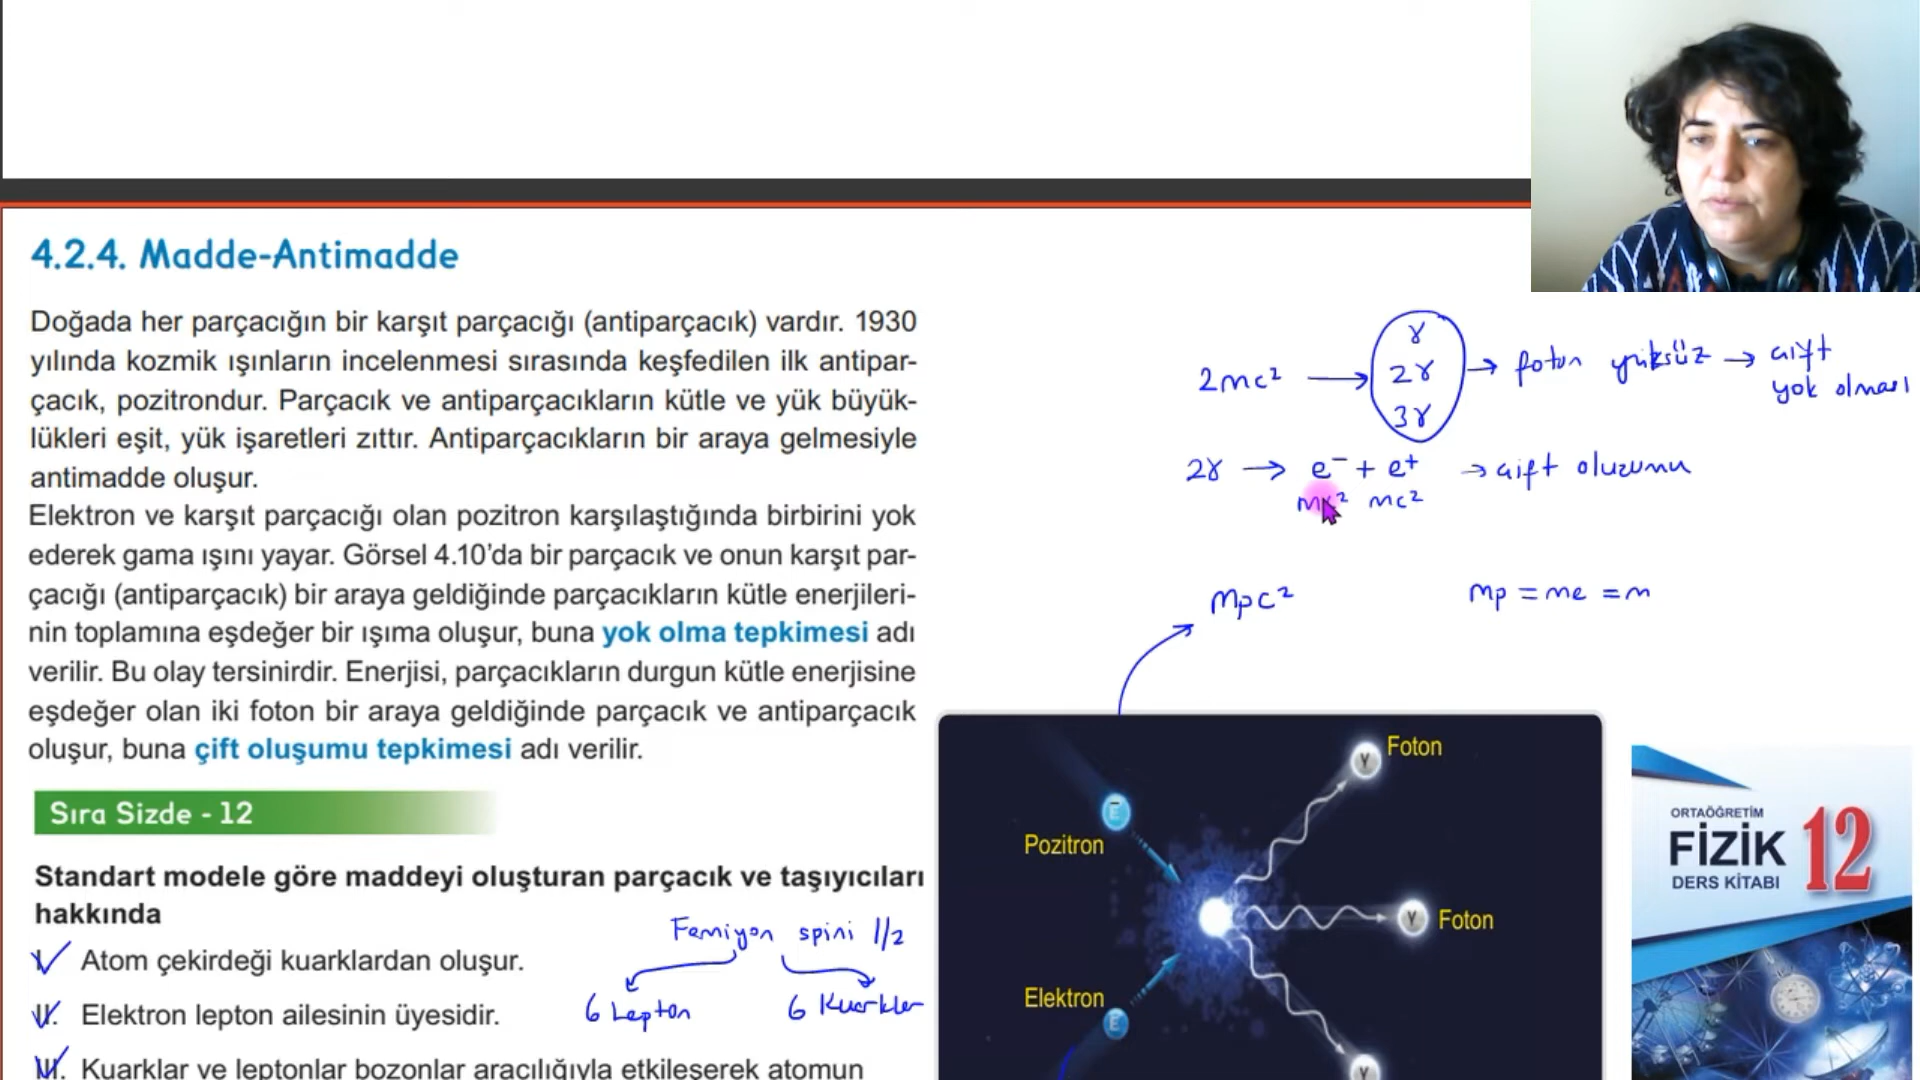 4.2.4. Madde-Antimadde
Doğada her parçacığın bir karşıt parçacığı (antiparçacık) vardır. 1930
yılında kozmik ışınların incelenmesi sırasında keşfedilen ilk antipar-
çacık, pozitrondur. Parçacık ve antiparçacıkların kütle ve yük büyük-
lükleri eşit, yük işaretleri zıttır. Antiparçacıkların bir araya gelmesiyle
antimadde oluşur.
Elektron ve karşıt parçacığı olan pozitron karşılaştığında birbirini yok
ederek gama ışını yayar. Görsel 4.10’da bir parçacık ve onun karşıt par-
çacığı (antiparçacık) bir araya geldiğinde parçacıkların kütle enerjileri-
nin toplamına eşdeğer bir ışıma oluşur, buna yok olma tepkimesi adı
verilir. Bu olay tersinirdir. Enerjisi, parçacıkların durgun kütle enerjisine
eşdeğer olan iki foton bir araya geldiğinde parçacık ve antiparçacık
oluşur, buna çift oluşumu tepkimesi adı verilir.
Sıra Sizde - 12
Standart modele göre maddeyi oluşturan parçacık ve taşıyıcıları
hakkında
I. Atom çekirdeği kuarklardan oluşur.
II. Elektron lepton ailesinin üyesidir.
III. Kuarklar ve leptonlar bozonlar aracılığıyla etkileşerek atomun
Fermiyon spini 1/2
6 Lepton
6 Kuarklar
γ
2mc² → 2γ → foton yüksüz → çift
yok olması
3γ
2γ → e⁻ + e⁺ → çift oluşumu
mc² mc²
mpc²
mp = me = m
Foton
γ
E
Pozitron
γ
Foton
Elektron
E
γ
ORTAÖĞRETİM
FİZİK 12
DERS KİTABI